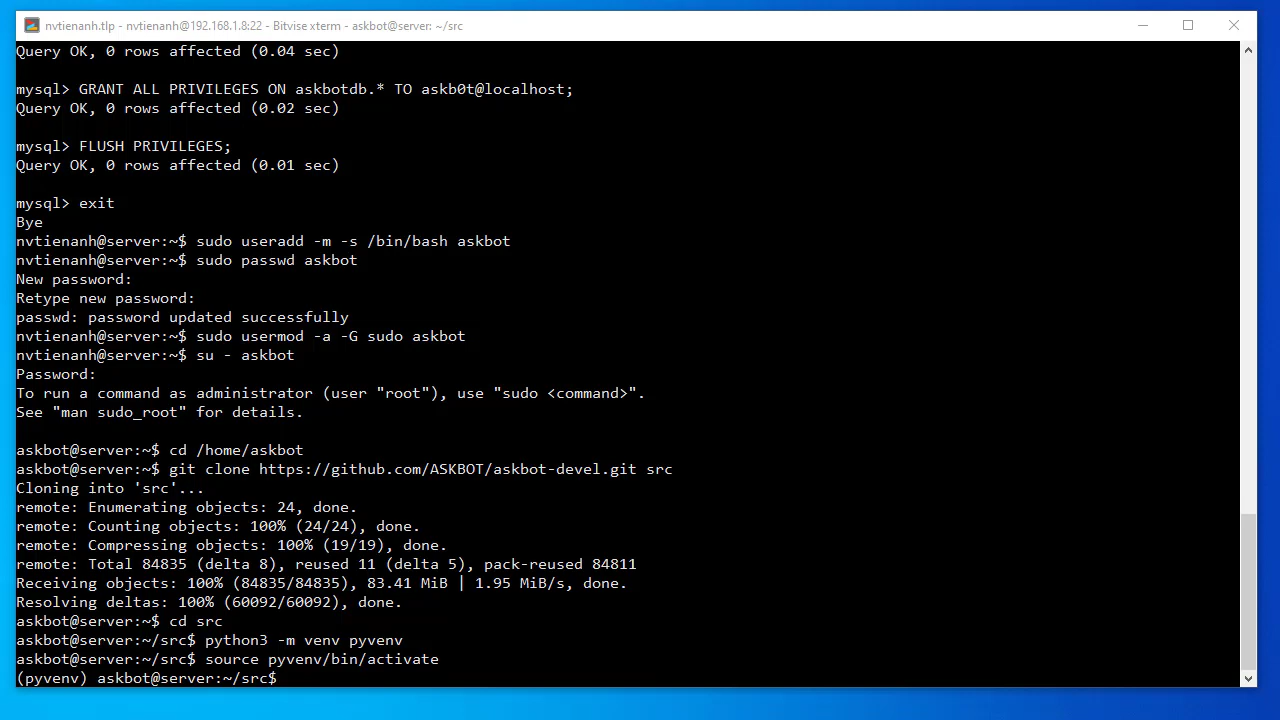 nvtienanh.tlp - nvtienanh@192.168.1.8:22 - Bitvise xterm - askbot@server: ~/src
Query OK, 0 rows affected (0.04 sec)
mysql> GRANT ALL PRIVILEGES ON askbotdb.* TO askb0t@localhost;
Query OK, 0 rows affected (0.02 sec)
mysql> FLUSH PRIVILEGES;
Query OK, 0 rows affected (0.01 sec)
mysql> exit
Bye
nvtienanh@server:~$ sudo useradd -m -s /bin/bash askbot
nvtienanh@server:~$ sudo passwd askbot
New password:
Retype new password:
passwd: password updated successfully
nvtienanh@server:~$ sudo usermod -a -G sudo askbot
nvtienanh@server:~$ su - askbot
Password:
To run a command as administrator (user "root"), use "sudo <command>".
See "man sudo_root" for details.
askbot@server:~$ cd /home/askbot
askbot@server:~$ git clone https://github.com/ASKBOT/askbot-devel.git src
Cloning into 'src'...
remote: Enumerating objects: 24, done.
remote: Counting objects: 100% (24/24), done.
remote: Compressing objects: 100% (19/19), done.
remote: Total 84835 (delta 8), reused 11 (delta 5), pack-reused 84811
Receiving objects: 100% (84835/84835), 83.41 MiB | 1.95 MiB/s, done.
Resolving deltas: 100% (60092/60092), done.
askbot@server:~$ cd src
askbot@server:~/src$ python3 -m venv pyvenv
askbot@server:~/src$ source pyvenv/bin/activate
(pyvenv) askbot@server:~/src$